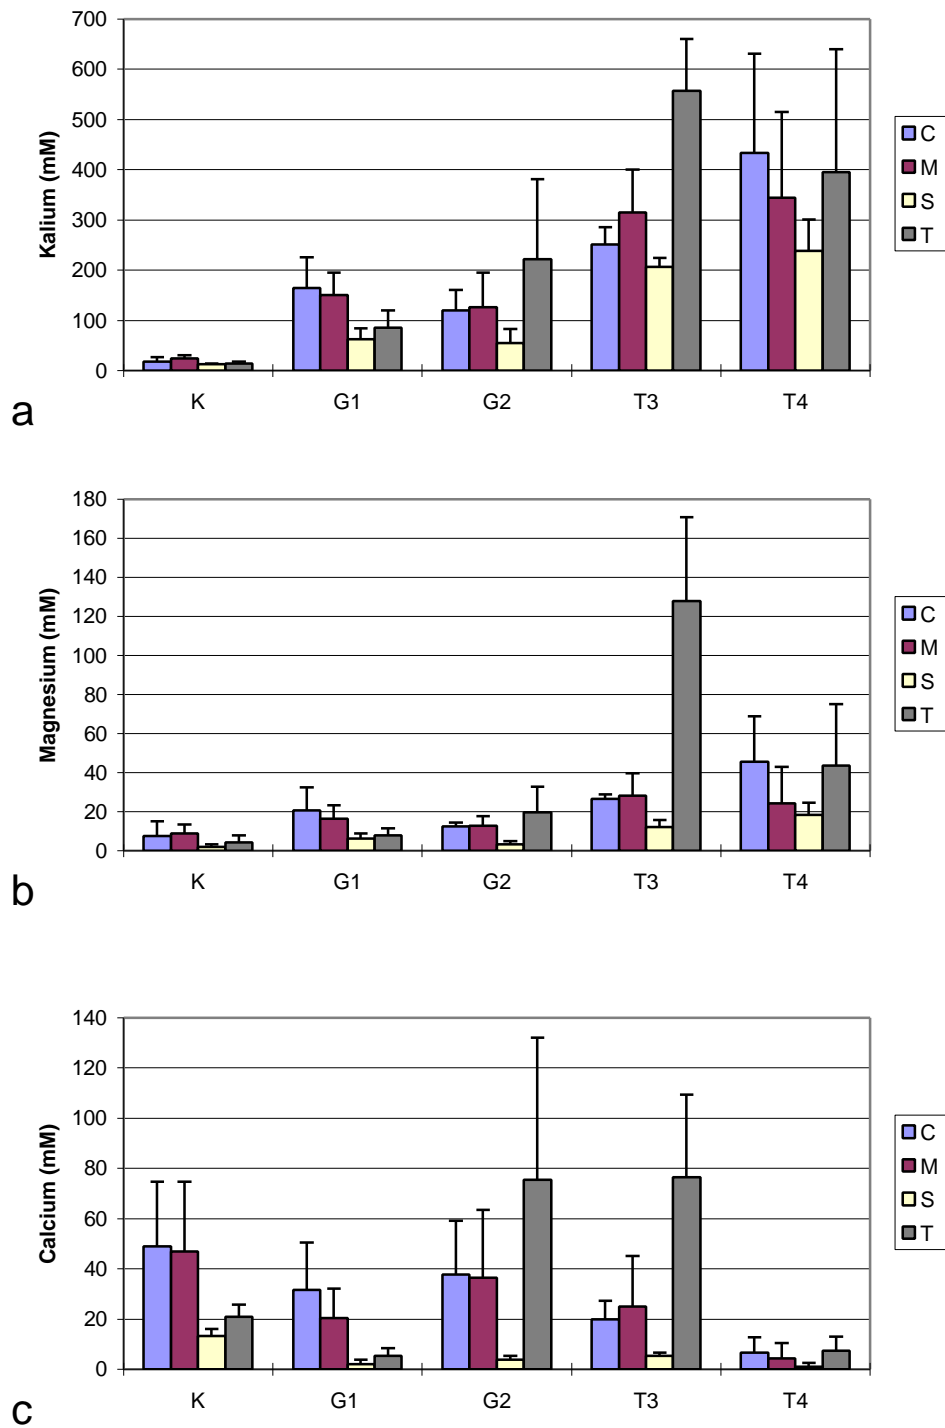 700
600
500
400
300
200
100
0
Kalium (mM)
K G1 G2 T3 T4
C
M
S
T
a
180
160
140
120
100
80
60
40
20
0
Magnesium (mM)
K G1 G2 T3 T4
C
M
S
T
b
140
120
100
80
60
40
20
0
Calcium (mM)
K G1 G2 T3 T4
C
M
S
T
c